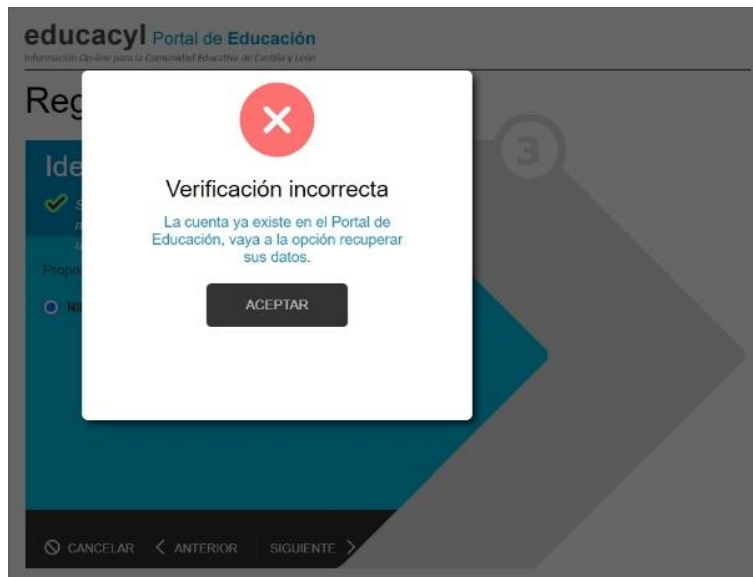 educacyl Portal de Educación
Información On-line para la Comunidad Educativa de Castilla y León
Reg
3
Ide
Verificación incorrecta
La cuenta ya existe en el Portal de
Educación, vaya a la opción recuperar
sus datos.
Propo
NI
ACEPTAR
CANCELAR ANTERIOR SIGUIENTE